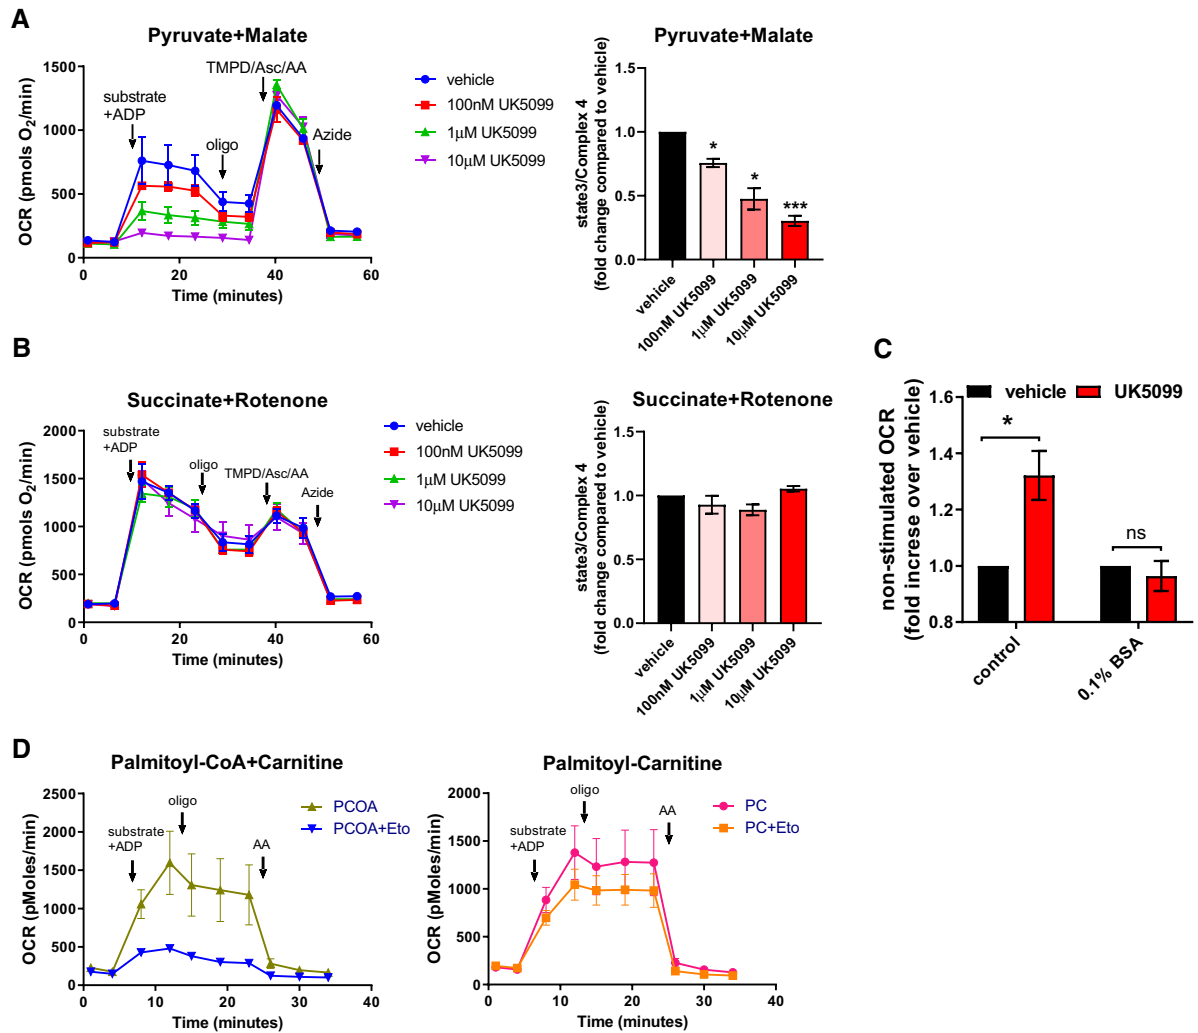 A
Pyruvate+Malate
OCR (pmols O2/min)
1500
1000
500
0
0
20
40
60
Time (minutes)
substrate
+ADP
oligo
TMPD/Asc/AA
Azide
vehicle
100nM UK5099
1μM UK5099
10μM UK5099
Pyruvate+Malate
state3/Complex 4
(fold change compared to vehicle)
1.5
1.0
0.5
0.0
*
*
***
vehicle
100nM UK5099
1μM UK5099
10μM UK5099
B
Succinate+Rotenone
OCR (pmols O2/min)
2000
1500
1000
500
0
0
20
40
60
Time (minutes)
substrate
+ADP
oligo
TMPD/Asc/AA
Azide
vehicle
100nM UK5099
1μM UK5099
10μM UK5099
Succinate+Rotenone
state3/Complex 4
(fold change compared to vehicle)
1.5
1.0
0.5
0.0
vehicle
100nM UK5099
1μM UK5099
10μM UK5099
C
non-stimulated OCR
(fold increse over vehicle)
1.6
1.4
1.2
1.0
0.8
vehicle
UK5099
*
ns
control
0.1% BSA
D
Palmitoyl-CoA+Carnitine
OCR (pMoles/min)
2500
2000
1500
1000
500
0
0
10
20
30
40
Time (minutes)
substrate
+ADP
oligo
AA
PCOA
PCOA+Eto
Palmitoyl-Carnitine
OCR (pMoles/min)
2000
1500
1000
500
0
0
10
20
30
40
Time (minutes)
substrate
+ADP
oligo
AA
PC
PC+Eto